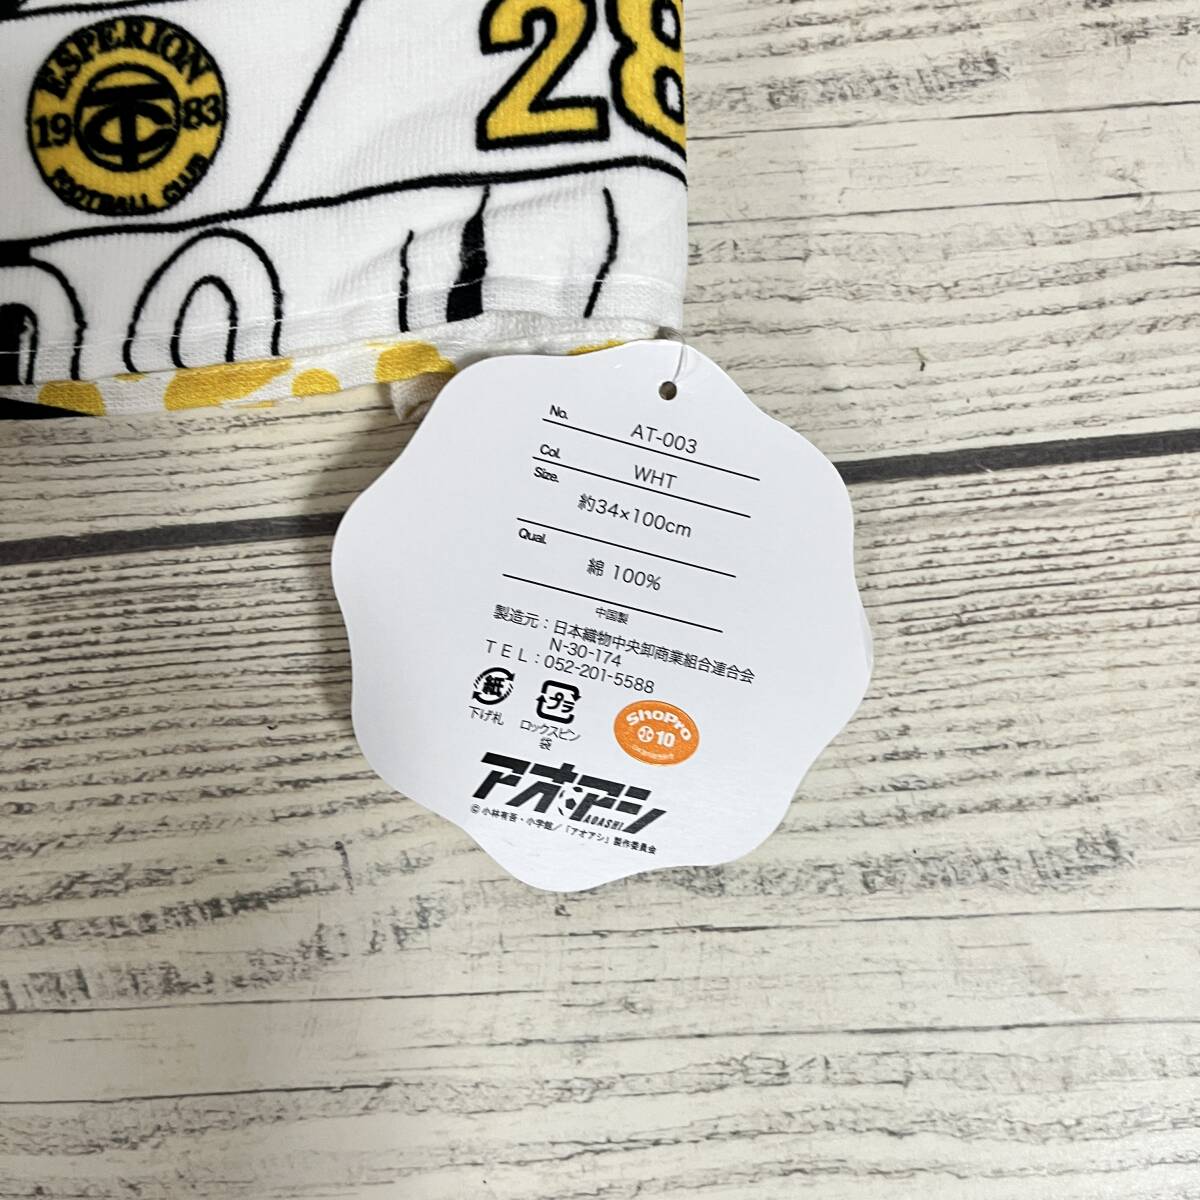 ESPERION
1983
FOOTBALL CLUB
28
No. AT-003
Col. WHT
Size. 約34×100cm
Qual. 綿 100%
中国製
製造元：日本織物中央卸商業組合連合会
N-30-174
ＴＥＬ：052-201-5588
紙
下げ札
プラ
ロックスピン
袋
ShoPro
10
アオアシ
AOASHI
© 小林有吾・小学館／「アオアシ」製作委員会